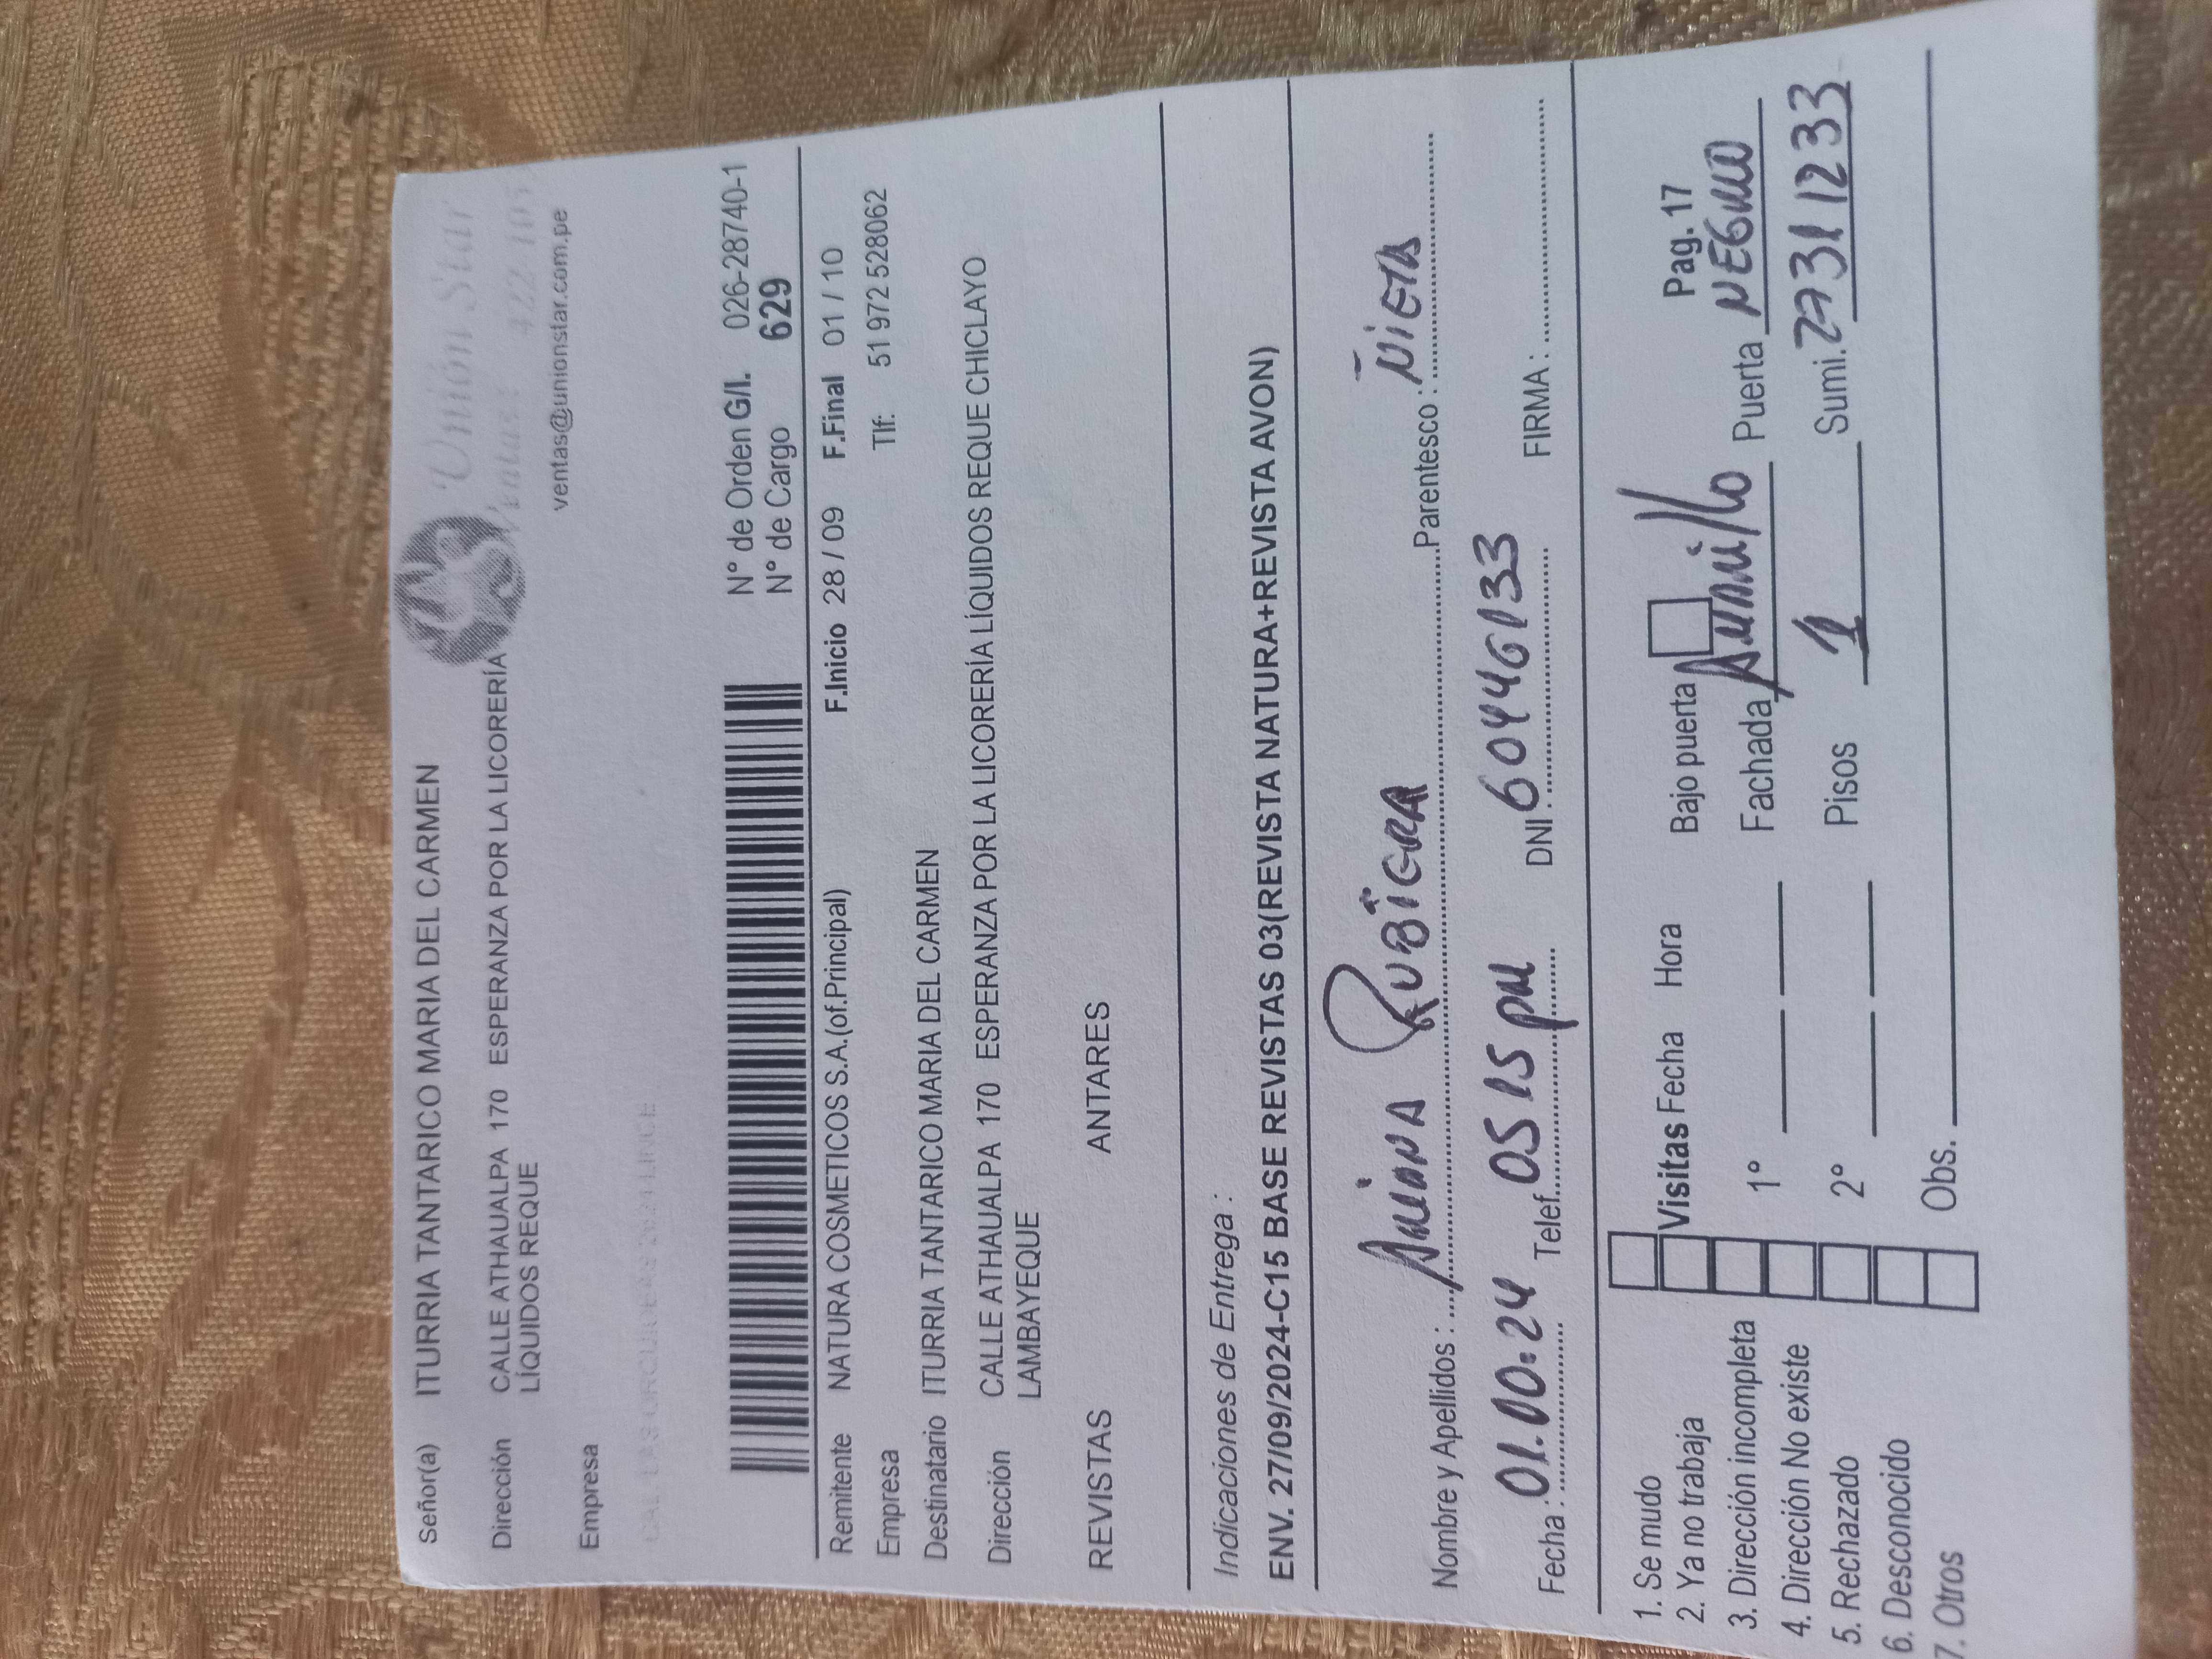 Señor(a) ITURRIA TANTARICO MARIA DEL CARMEN
Unión Star
Dirección CALLE ATHAUALPA 170 ESPERANZA POR LA LICORERÍA
LÍQUIDOS REQUE
ventas@unionstar.com.pe
Empresa
N° de Orden G/I. 026-28740-1
N° de Cargo 629
Remitente NATURA COSMETICOS S.A.(of.Principal) F.Inicio 28 / 09 F.Final 01 / 10
Empresa Tlf: 51 972 528062
Destinatario ITURRIA TANTARICO MARIA DEL CARMEN
Dirección CALLE ATHAUALPA 170 ESPERANZA POR LA LICORERÍA LÍQUIDOS REQUE CHICLAYO
LAMBAYEQUE
REVISTAS ANTARES
Indicaciones de Entrega :
ENV. 27/09/2024-C15 BASE REVISTAS 03(REVISTA NATURA+REVISTA AVON)
Nombre y Apellidos : RUBIERA Parentesco : NIETA
Fecha : 01.00.24 Telef. 05 15 pm DNI : 60446133 FIRMA :
1. Se mudo
2. Ya no trabaja
3. Dirección incompleta
4. Dirección No existe
5. Rechazado
6. Desconocido
7. Otros
Visitas Fecha Hora
1°
2°
Obs.
Bajo puerta Pag. 17
Fachada Amarillo Puerta NEGRO
Pisos 1 Sumi. 27311233